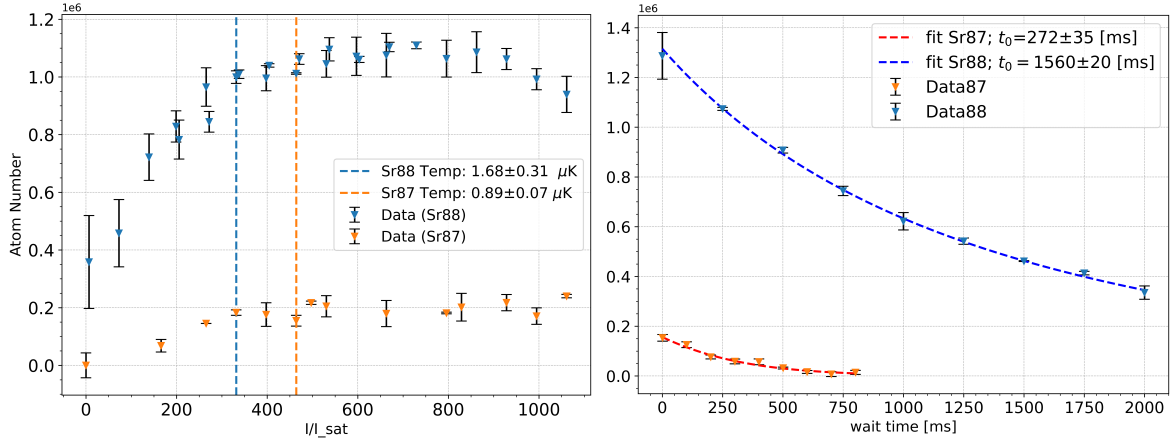 1e6
1.2
1.0
0.8
0.6
0.4
0.2
0.0
Atom Number
0
200
400
600
800
1000
I/I_sat
Sr88 Temp: 1.68±0.31 μK
Sr87 Temp: 0.89±0.07 μK
Data (Sr88)
Data (Sr87)
1e6
1.4
1.2
1.0
0.8
0.6
0.4
0.2
0.0
0
250
500
750
1000
1250
1500
1750
2000
wait time [ms]
fit Sr87; t₀=272±35 [ms]
fit Sr88; t₀ = 1560±20 [ms]
Data87
Data88